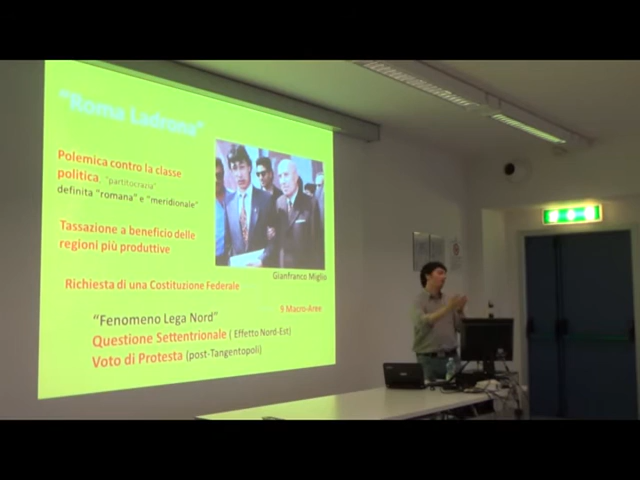 "Roma Ladrona"
Polemica contro la classe
politica, "partitocrazia"
definita "romana" e "meridionale"
Tassazione a beneficio delle
regioni più produttive
Gianfranco Miglio
Richiesta di una Costituzione Federale
9 Macro-Aree
"Fenomeno Lega Nord"
Questione Settentrionale ( Effetto Nord-Est)
Voto di Protesta (post-Tangentopoli)